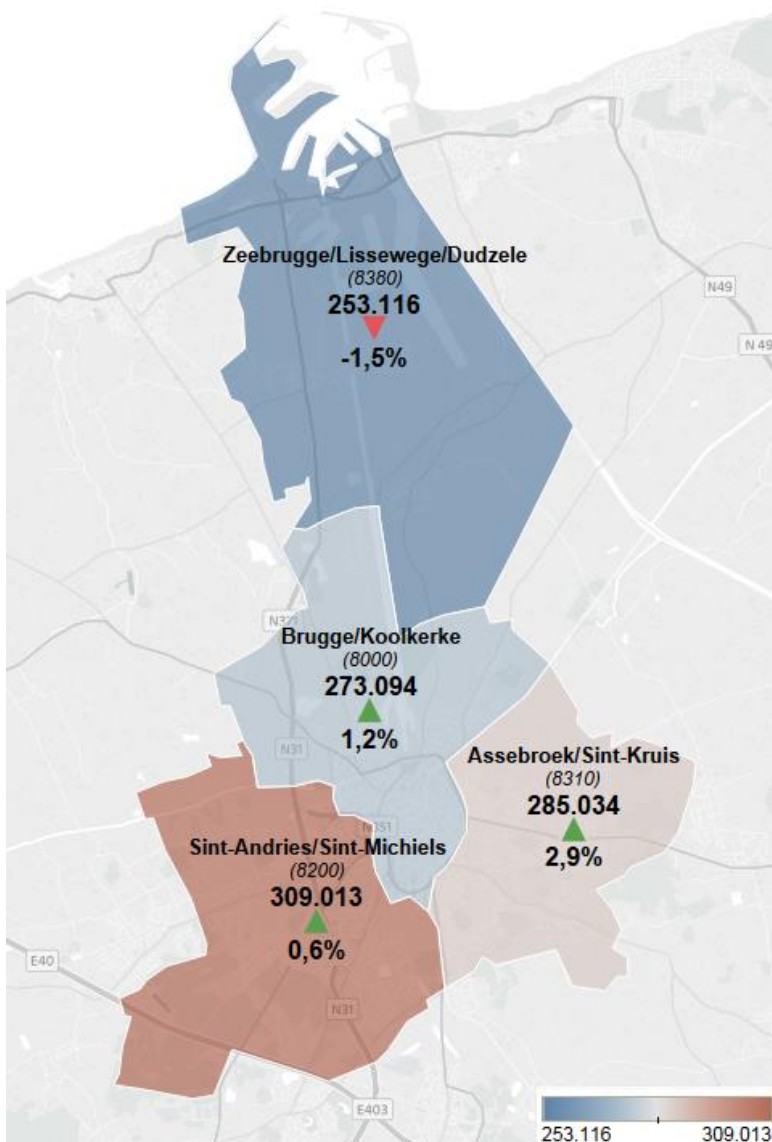 N49
N 49
Zeebrugge/Lissewege/Dudzele
(8380)
253.116
-1,5%
Brugge/Koolkerke
(8000)
273.094
1,2%
N31
Assebroek/Sint-Kruis
(8310)
285.034
2,9%
N351
Sint-Andries/Sint-Michiels
(8200)
309.013
0,6%
E40
N31
E403
253.116
309.013